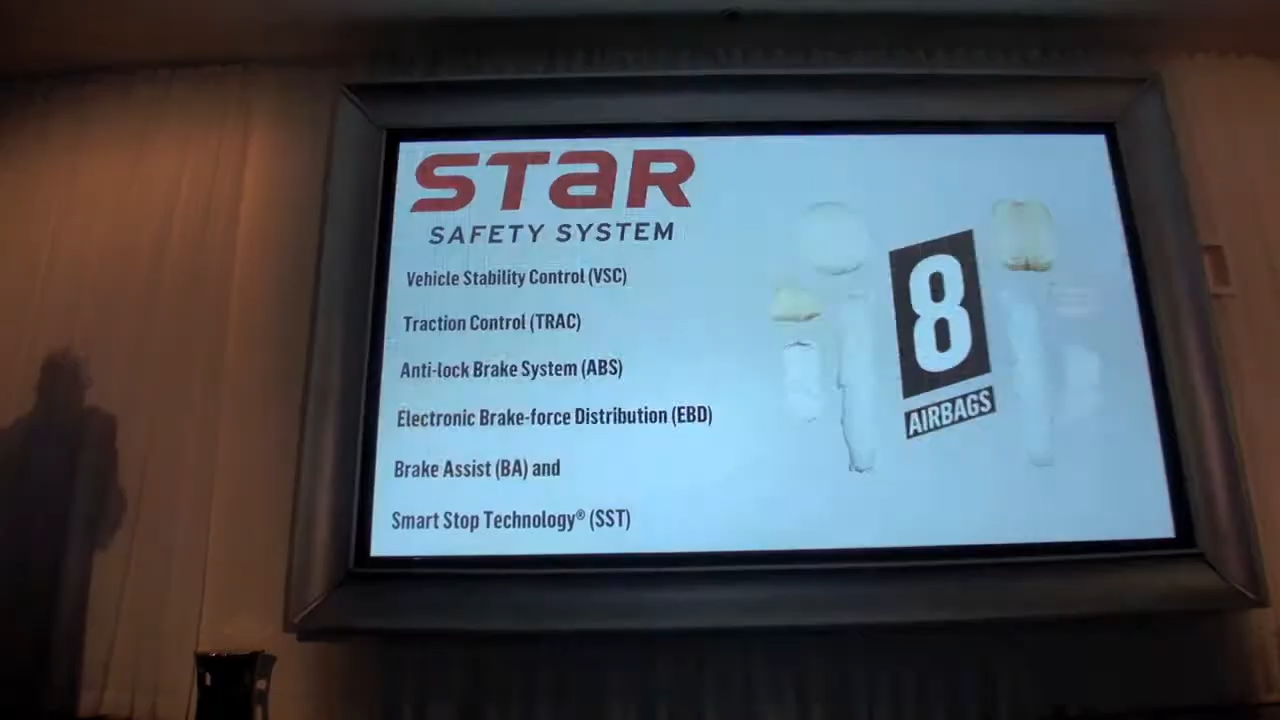 STaR
SAFETY SYSTEM
Vehicle Stability Control (VSC)
Traction Control (TRAC)
Anti-lock Brake System (ABS)
Electronic Brake-force Distribution (EBD)
Brake Assist (BA) and
Smart Stop Technology® (SST)
8
AIRBAGS